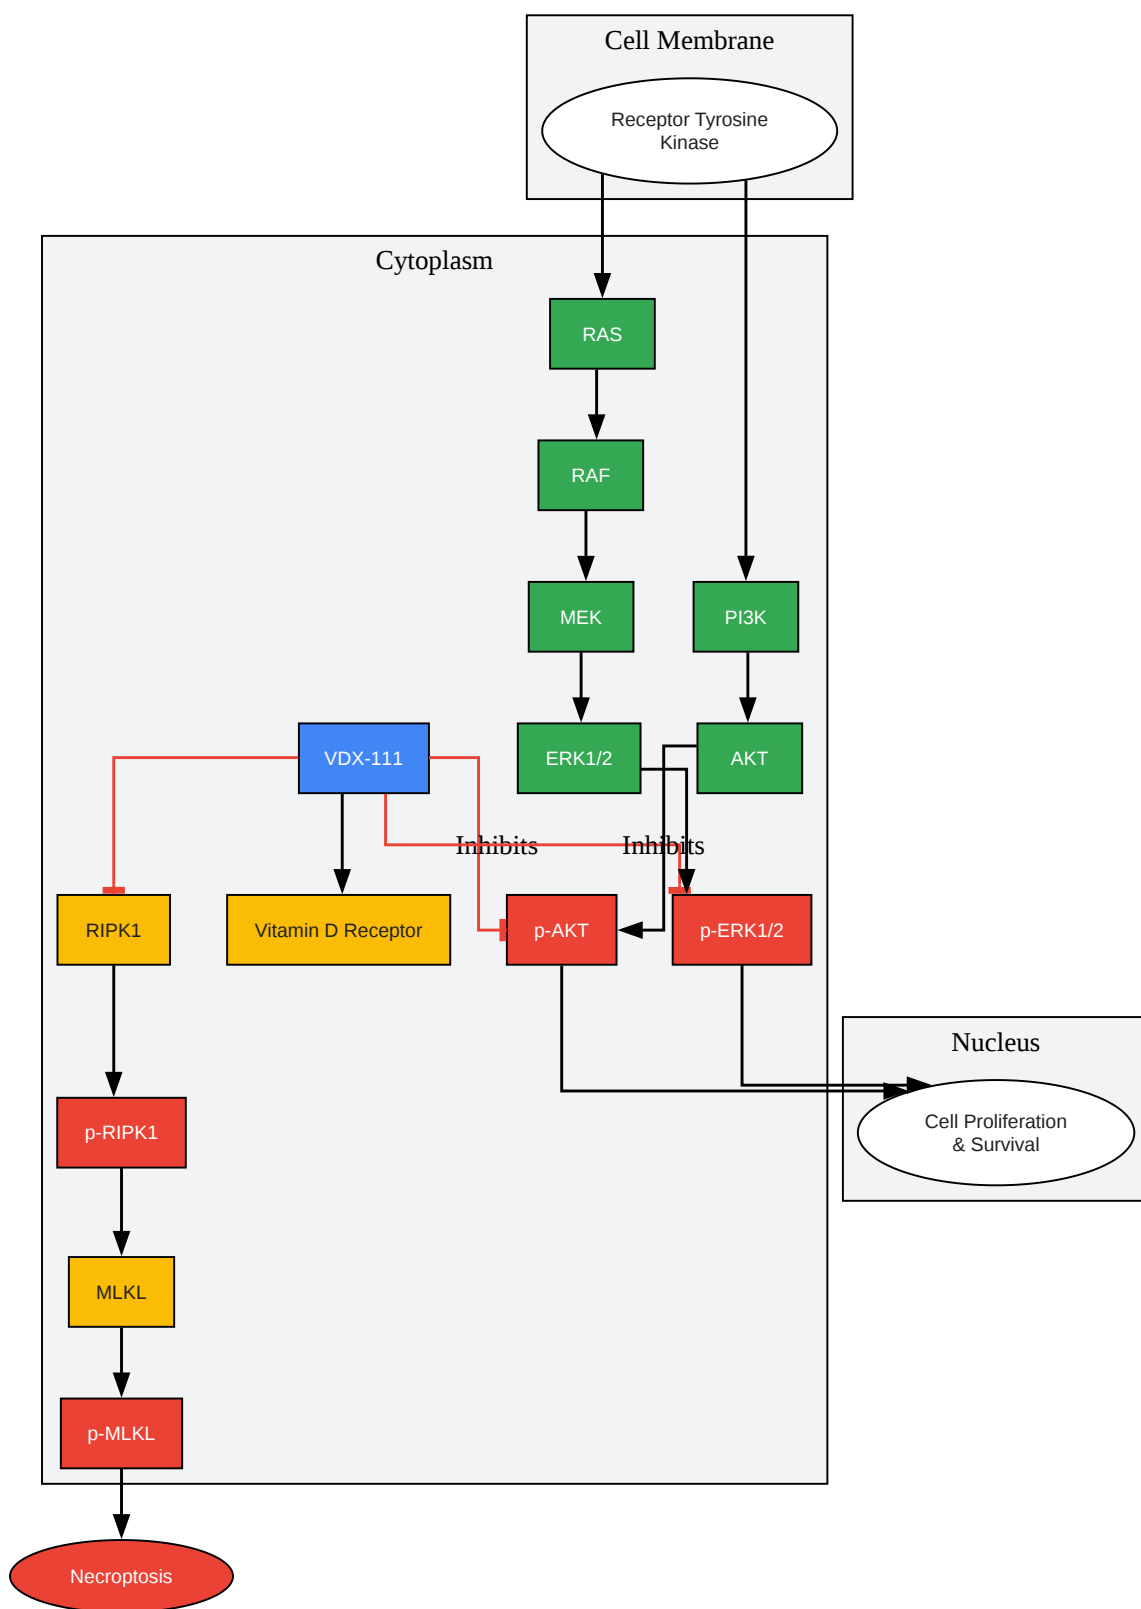 Cell Membrane
Receptor Tyrosine
Kinase
Cytoplasm
RAS
RAF
MEK
PI3K
VDX-111
ERK1/2
AKT
Inhibits
Inhibits
RIPK1
Vitamin D Receptor
p-AKT
p-ERK1/2
Nucleus
Cell Proliferation
& Survival
p-RIPK1
MLKL
p-MLKL
Necroptosis